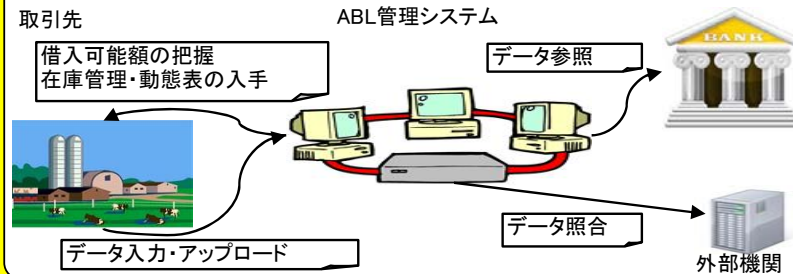 取引先
ABL管理システム
BANK
借入可能額の把握
在庫管理・動態表の入手
データ参照
データ入力・アップロード
データ照合
外部機関